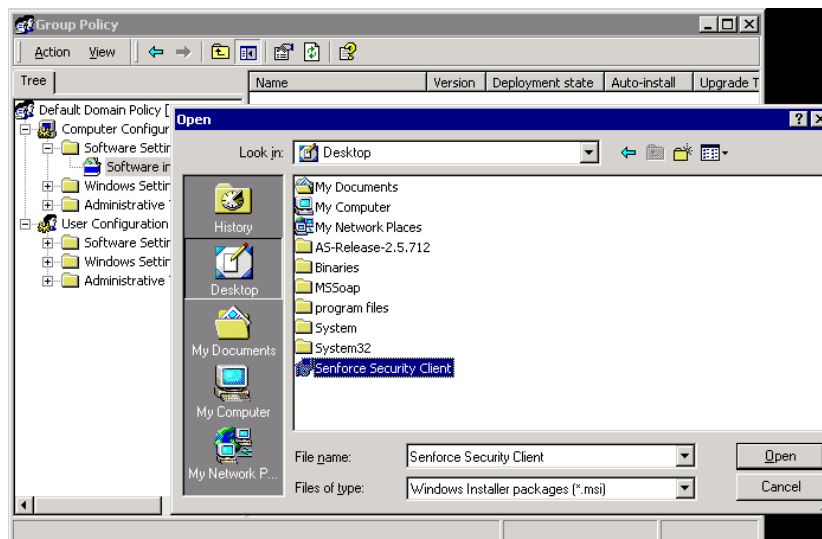 Group Policy
Action View
Tree
Name Version Deployment state Auto-install Upgrade T
Default Domain Policy [
Computer Configur
Software Settir
Software ir
Windows Settir
Administrative
User Configuration
Software Settir
Windows Settir
Administrative
Open
Look in: Desktop
History
Desktop
My Documents
My Computer
My Network P...
My Documents
My Computer
My Network Places
AS-Release-2.5.712
Binaries
MSSoap
program files
System
System32
Senforce Security Client
File name: Senforce Security Client Open
Files of type: Windows Installer packages (*.msi) Cancel